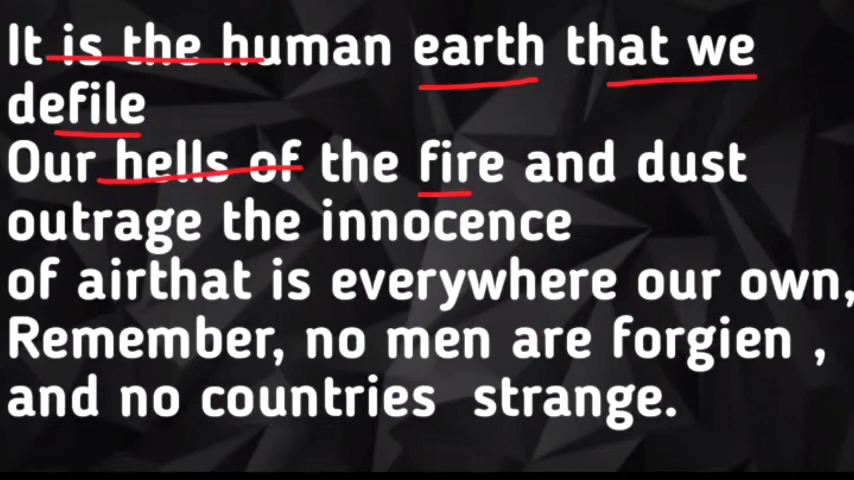 It is the human earth that we
defile
Our hells of the fire and dust
outrage the innocence
of airthat is everywhere our own,
Remember, no men are forgien ,
and no countries strange.